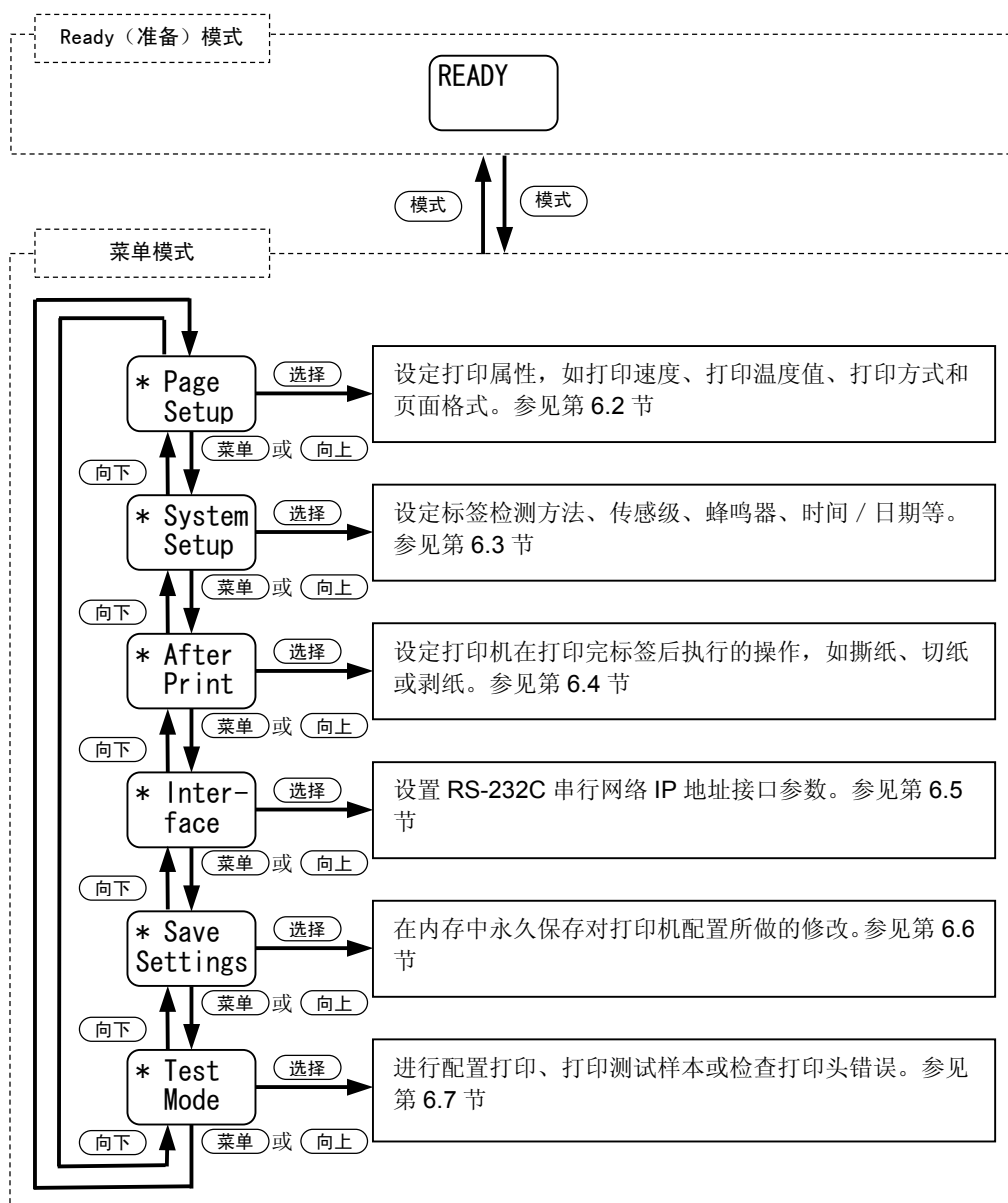 Ready（准备）模式
READY
模式
模式
菜单模式
* Page
Setup
选择
设定打印属性，如打印速度、打印温度值、打印方式和
页面格式。参见第 6.2 节
菜单 或 向上
向下
* System
Setup
选择
设定标签检测方法、传感级、蜂鸣器、时间／日期等。
参见第 6.3 节
菜单 或 向上
向下
* After
Print
选择
设定打印机在打印完标签后执行的操作，如撕纸、切纸
或剥纸。参见第 6.4 节
菜单 或 向上
向下
* Inter-
face
选择
设置 RS-232C 串行网络 IP 地址接口参数。参见第 6.5
节
菜单 或 向上
向下
* Save
Settings
选择
在内存中永久保存对打印机配置所做的修改。参见第 6.6
节
菜单 或 向上
向下
* Test
Mode
选择
进行配置打印、打印测试样本或检查打印头错误。参见
第 6.7 节
向下
菜单 或 向上